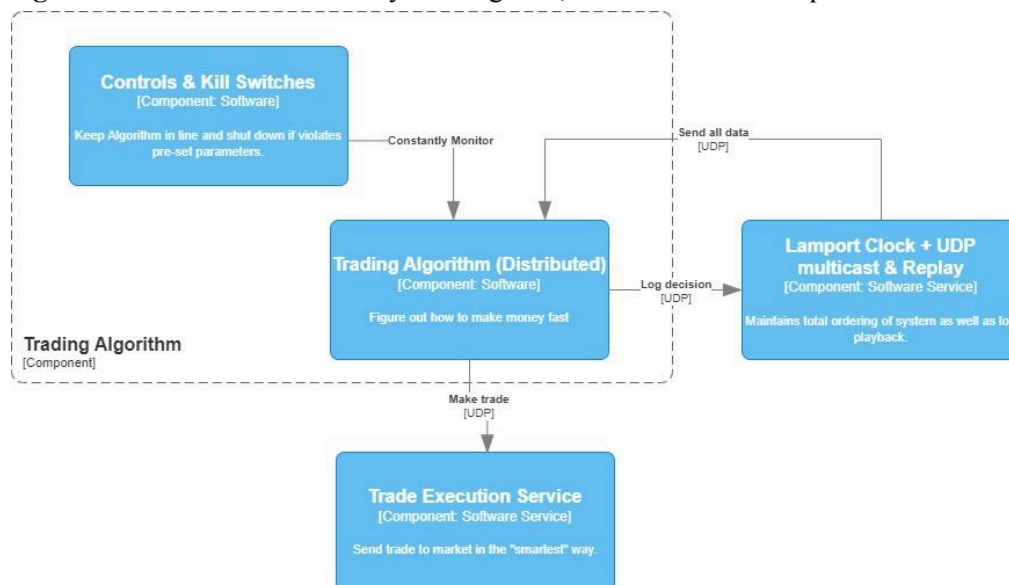 Controls & Kill Switches
[Component: Software]
Keep Algorithm in line and shut down if violates
pre-set parameters.
Constantly Monitor
Send all data
[UDP]
Trading Algorithm (Distributed)
[Component: Software]
Figure out how to make money fast
Log decision
[UDP]
Lamport Clock + UDP
multicast & Replay
[Component: Software Service]
Maintains total ordering of system as well as lo
playback.
Trading Algorithm
[Component]
Make trade
[UDP]
Trade Execution Service
[Component: Software Service]
Send trade to market in the "smartest" way.